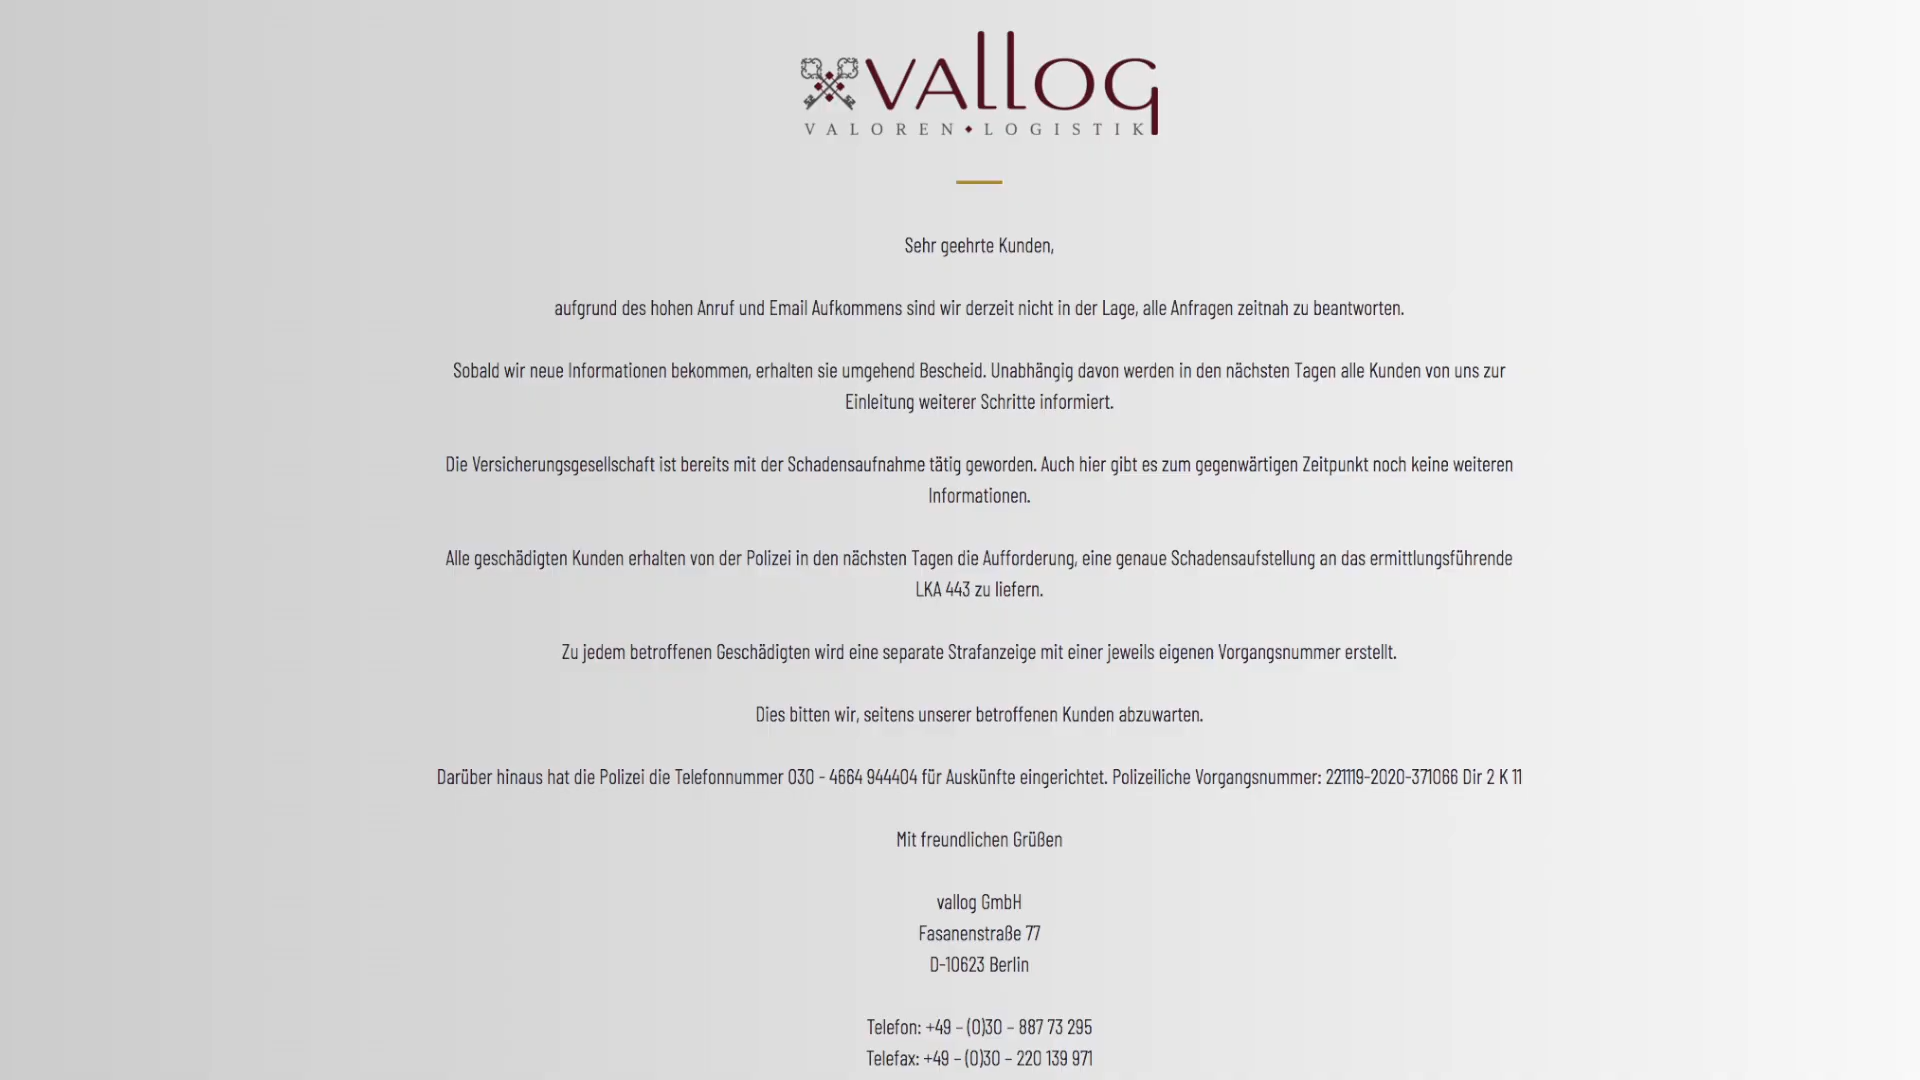 vallog
VALOREN LOGISTIK
Sehr geehrte Kunden,
aufgrund des hohen Anruf und Email Aufkommens sind wir derzeit nicht in der Lage, alle Anfragen zeitnah zu beantworten.
Sobald wir neue Informationen bekommen, erhalten sie umgehend Bescheid. Unabhängig davon werden in den nächsten Tagen alle Kunden von uns zur
Einleitung weiterer Schritte informiert.
Die Versicherungsgesellschaft ist bereits mit der Schadensaufnahme tätig geworden. Auch hier gibt es zum gegenwärtigen Zeitpunkt noch keine weiteren
Informationen.
Alle geschädigten Kunden erhalten von der Polizei in den nächsten Tagen die Aufforderung, eine genaue Schadensaufstellung an das ermittlungsführende
LKA 443 zu liefern.
Zu jedem betroffenen Geschädigten wird eine separate Strafanzeige mit einer jeweils eigenen Vorgangsnummer erstellt.
Dies bitten wir, seitens unserer betroffenen Kunden abzuwarten.
Darüber hinaus hat die Polizei die Telefonnummer 030 - 4664 944404 für Auskünfte eingerichtet. Polizeiliche Vorgangsnummer: 221119-2020-371066 Dir 2 K 11
Mit freundlichen Grüßen
vallog GmbH
Fasanenstraße 77
D-10623 Berlin
Telefon: +49 – (0)30 – 887 73 295
Telefax: +49 – (0)30 – 220 139 971